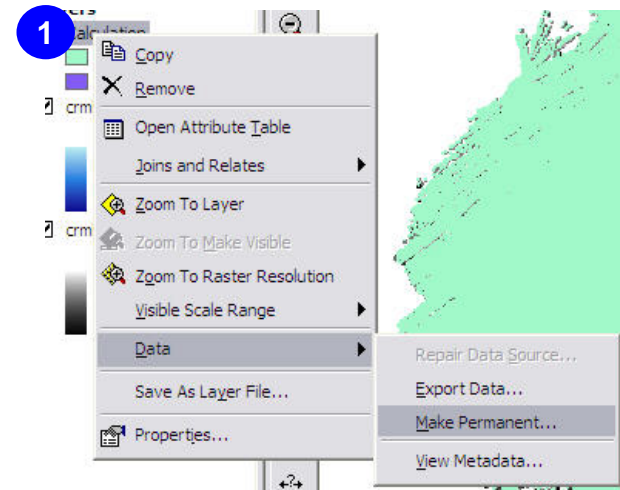 1
Calculation
Copy
Remove
crm
Open Attribute Table
Joins and Relates
Zoom To Layer
crm
Zoom To Make Visible
Zoom To Raster Resolution
Visible Scale Range
Data
Repair Data Source...
Save As Layer File...
Export Data...
Make Permanent...
Properties...
View Metadata...